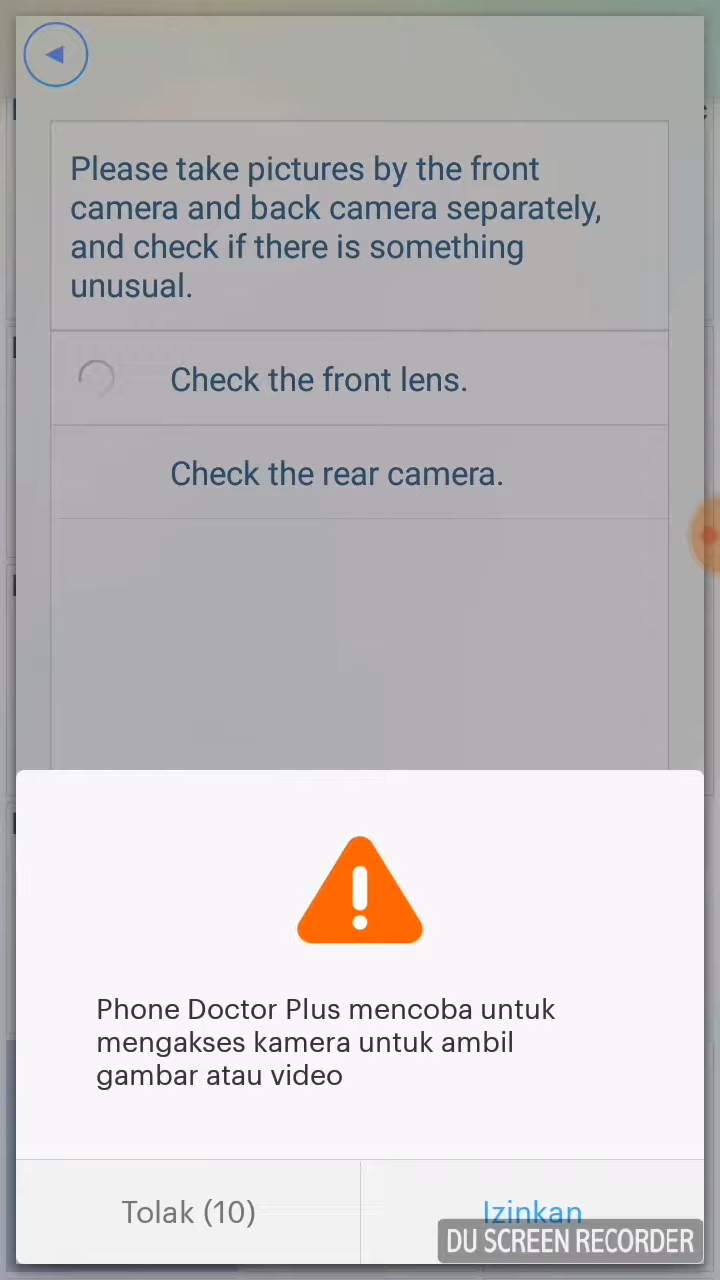 Please take pictures by the front
camera and back camera separately,
and check if there is something
unusual.
Check the front lens.
Check the rear camera.
Phone Doctor Plus mencoba untuk
mengakses kamera untuk ambil
gambar atau video
Tolak (10)
Izinkan
DU SCREEN RECORDER